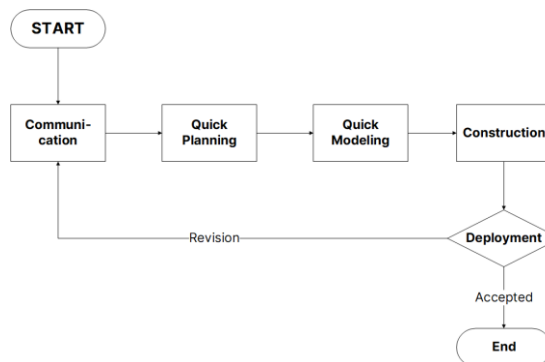 START
Communi-
cation
Quick
Planning
Quick
Modeling
Construction
Revision
Deployment
Accepted
End